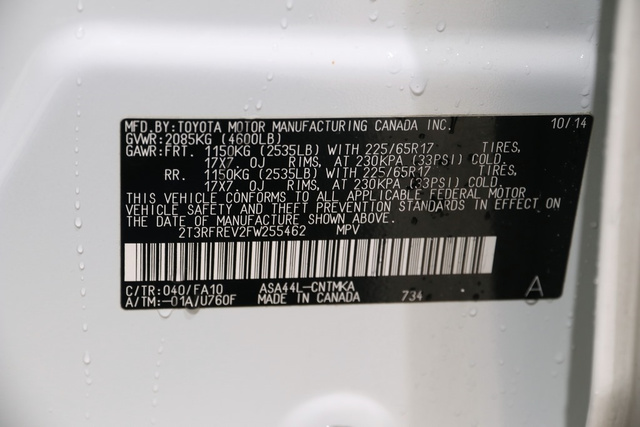 MFD.BY:TOYOTA MOTOR MANUFACTURING CANADA INC. 10/14
GVWR:2085KG (4600LB)
GAWR:FRT. 1150KG (2535LB) WITH 225/65R17 TIRES,
17X7.0J RIMS, AT 230KPA (33PSI) COLD.
RR. 1150KG (2535LB) WITH 225/65R17 TIRES,
17X7.0J RIMS, AT 230KPA (33PSI) COLD.
THIS VEHICLE CONFORMS TO ALL APPLICABLE FEDERAL MOTOR
VEHICLE SAFETY AND THEFT PREVENTION STANDARDS IN EFFECT ON
THE DATE OF MANUFACTURE SHOWN ABOVE.
2T3RFREV2FW255462 MPV
C/TR:040/FA10 ASA44L-CNTMKA
A/TM:-01A/U760F MADE IN CANADA 734 A